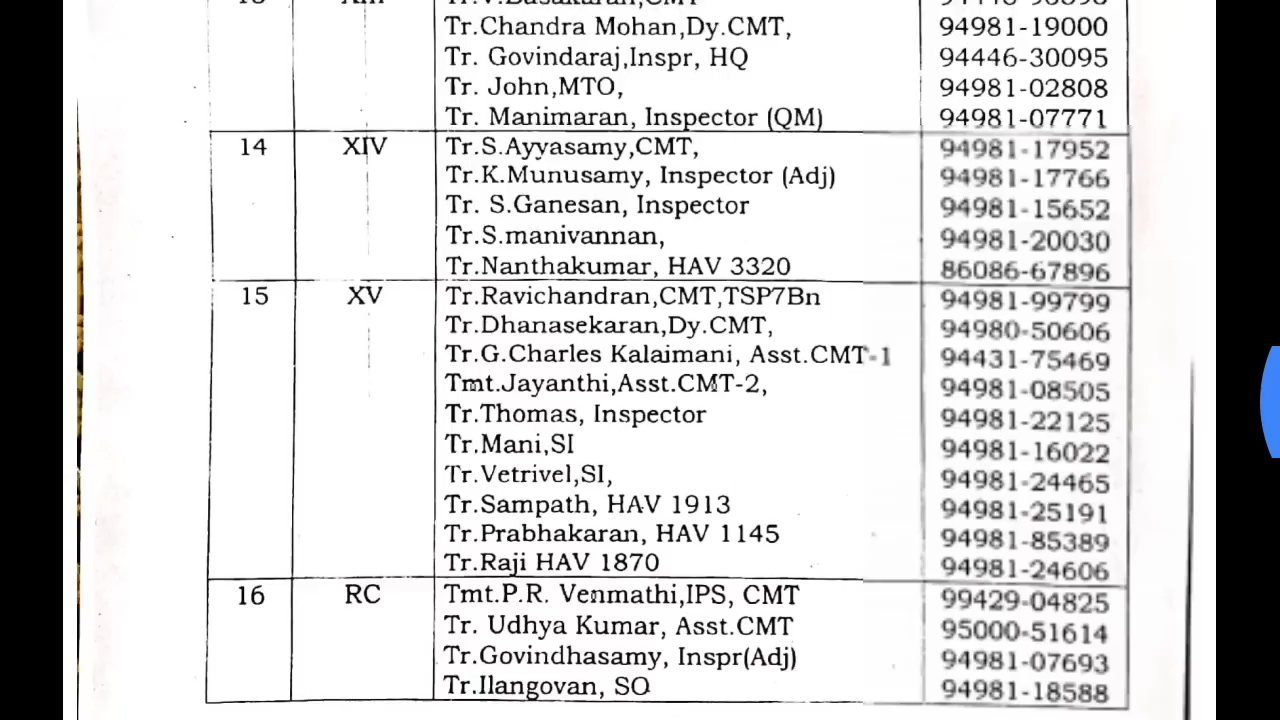 Tr.Chandra Mohan,Dy.CMT, 94981-19000
Tr. Govindaraj,Inspr, HQ 94446-30095
Tr. John,MTO, 94981-02808
Tr. Manimaran, Inspector (QM) 94981-07771
14 XIV Tr.S.Ayyasamy,CMT, 94981-17952
Tr.K.Munusamy, Inspector (Adj) 94981-17766
Tr. S.Ganesan, Inspector 94981-15652
Tr.S.manivannan, 94981-20030
Tr.Nanthakumar, HAV 3320 86086-67896
15 XV Tr.Ravichandran,CMT,TSP7Bn 94981-99799
Tr.Dhanasekaran,Dy.CMT, 94980-50606
Tr.G.Charles Kalaimani, Asst.CMT-1 94431-75469
Tmt.Jayanthi,Asst.CMT-2, 94981-08505
Tr.Thomas, Inspector 94981-22125
Tr.Mani,SI 94981-16022
Tr.Vetrivel,SI, 94981-24465
Tr.Sampath, HAV 1913 94981-25191
Tr.Prabhakaran, HAV 1145 94981-85389
Tr.Raji HAV 1870 94981-24606
16 RC Tmt.P.R. Venmathi,IPS, CMT 99429-04825
Tr. Udhya Kumar, Asst.CMT 95000-51614
Tr.Govindhasamy, Inspr(Adj) 94981-07693
Tr.Ilangovan, SO 94981-18588